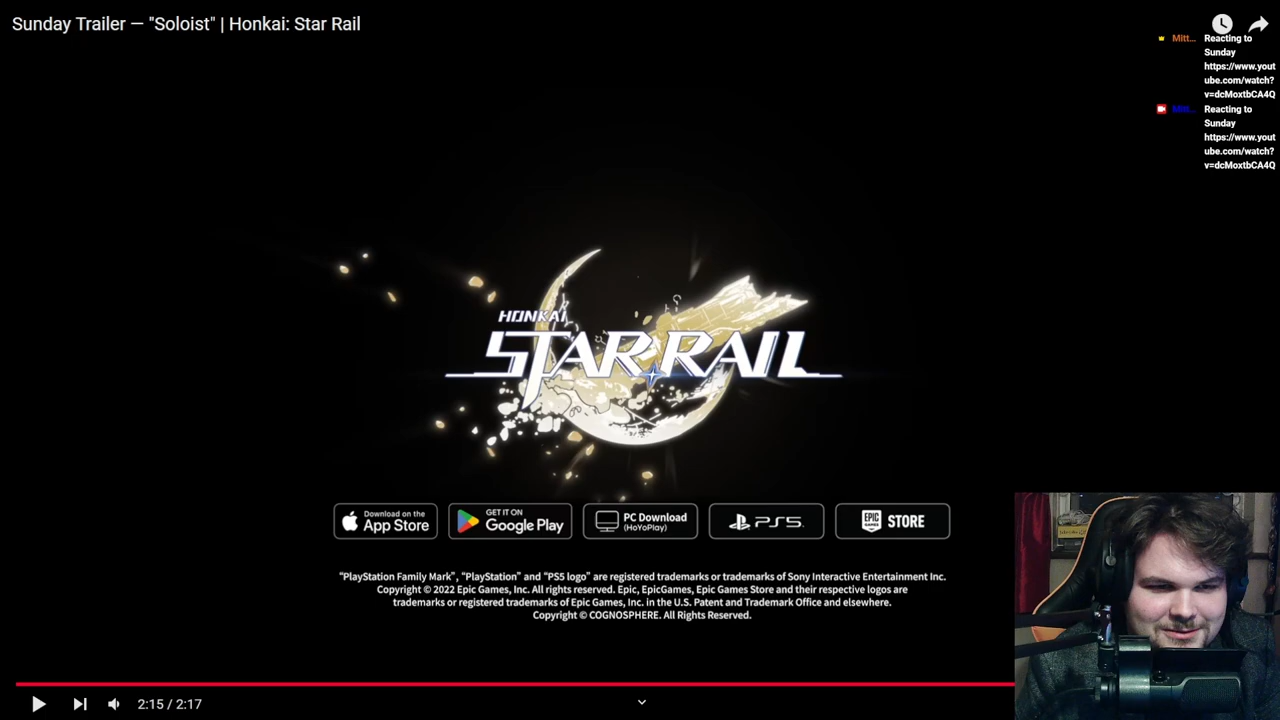 Sunday Trailer — "Soloist" | Honkai: Star Rail
Mitt... Reacting to
Sunday
https://www.yout
ube.com/watch?
v=dcMoxtbCA4Q
Mitt... Reacting to
Sunday
https://www.yout
ube.com/watch?
v=dcMoxtbCA4Q
HONKAI
STAR RAIL
Download on the
App Store
GET IT ON
Google Play
PC Download
(HoYoPlay)
PS5
EPIC
GAMES
STORE
“PlayStation Family Mark”, “PlayStation” and “PS5 logo” are registered trademarks or trademarks of Sony Interactive Entertainment Inc.
Copyright © 2022 Epic Games, Inc. All rights reserved. Epic, EpicGames, Epic Games Store and their respective logos are
trademarks or registered trademarks of Epic Games, Inc. in the U.S. Patent and Trademark Office and elsewhere.
Copyright © COGNOSPHERE. All Rights Reserved.
2:15 / 2:17